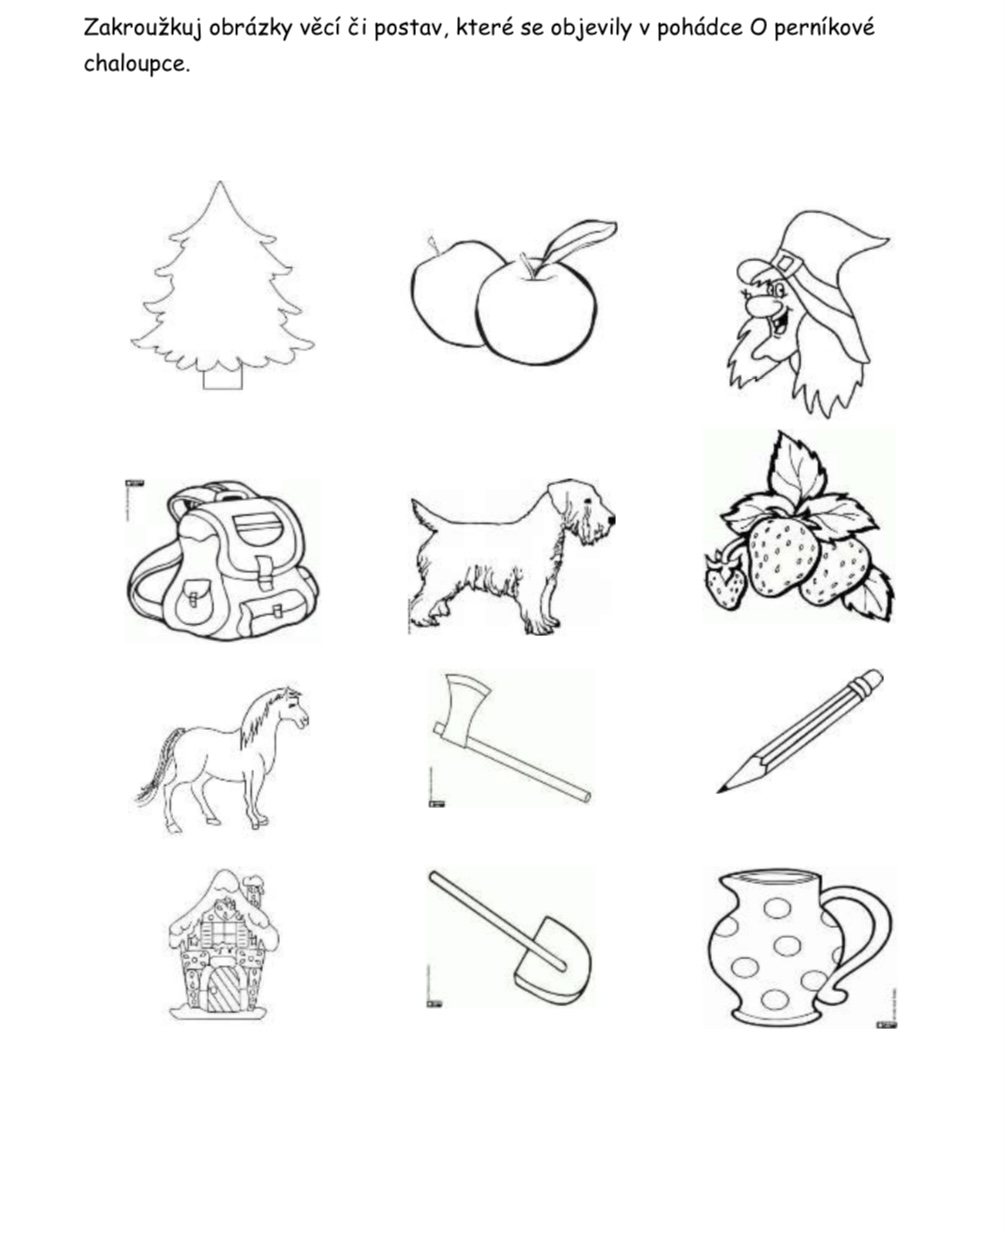 Zakroužkuj obrázky věcí či postav, které se objevily v pohádce O perníkové
chaloupce.